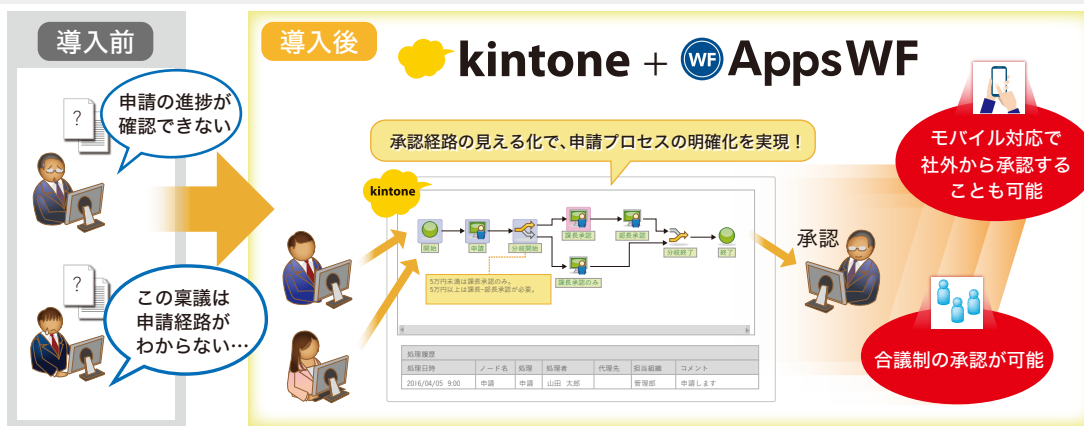 導入前
?
申請の進捗が
確認できない
?
この稟議は
申請経路が
わからない…
導入後
kintone + WF AppsWF
承認経路の見える化で、申請プロセスの明確化を実現！
kintone
開始
申請
分岐開始
課長承認
部長承認
分岐終了
終了
課長承認のみ
5万円未満は課長承認のみ。
5万円以上は課長-部長承認が必要。
処理履歴
処理日時 ノード名 処理 処理者 代理先 担当組織 コメント
2016/04/05 9:00 申請 申請 山田 太郎 管理部 申請します
承認
モバイル対応で
社外から承認する
ことも可能
合議制の承認が可能